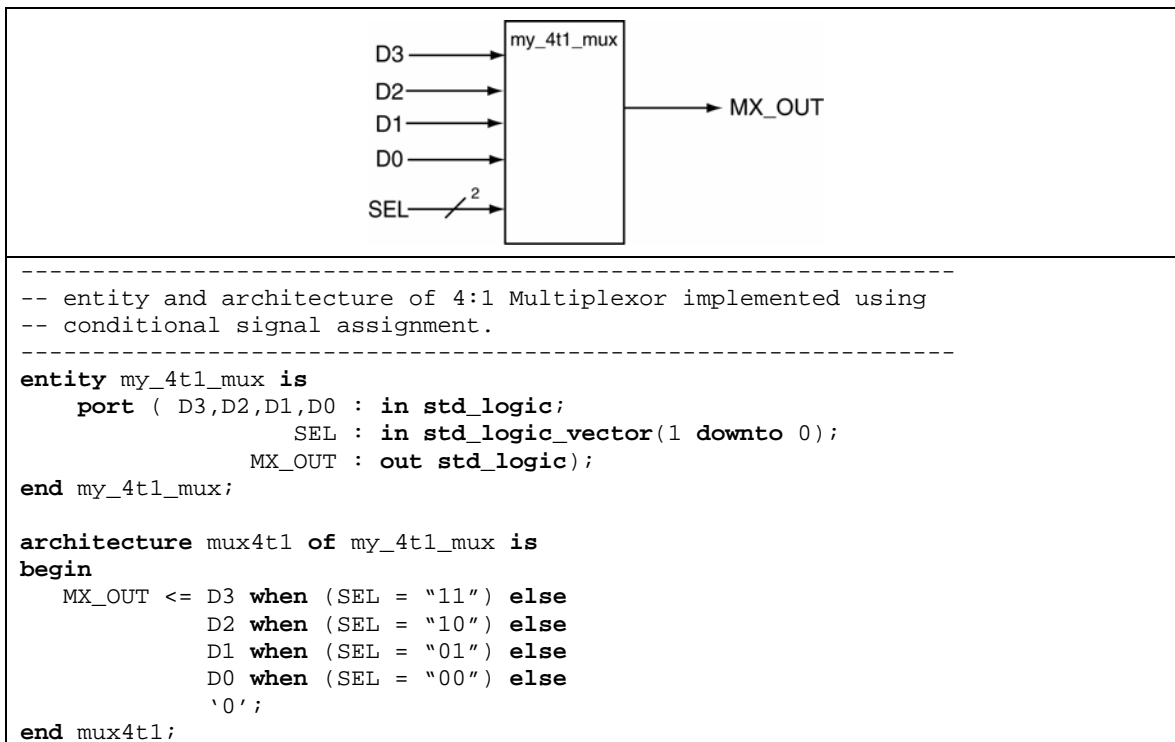 my_4t1_mux
D3
D2
D1
D0
SEL
2
MX_OUT
-----------------------------------------------------------------
-- entity and architecture of 4:1 Multiplexor implemented using
-- conditional signal assignment.
-----------------------------------------------------------------
entity my_4t1_mux is
    port ( D3,D2,D1,D0 : in std_logic;
                   SEL : in std_logic_vector(1 downto 0);
                MX_OUT : out std_logic);
end my_4t1_mux;
architecture mux4t1 of my_4t1_mux is
begin
   MX_OUT <= D3 when (SEL = “11”) else
             D2 when (SEL = “10”) else
             D1 when (SEL = “01”) else
             D0 when (SEL = “00”) else
             ‘0’;
end mux4t1;